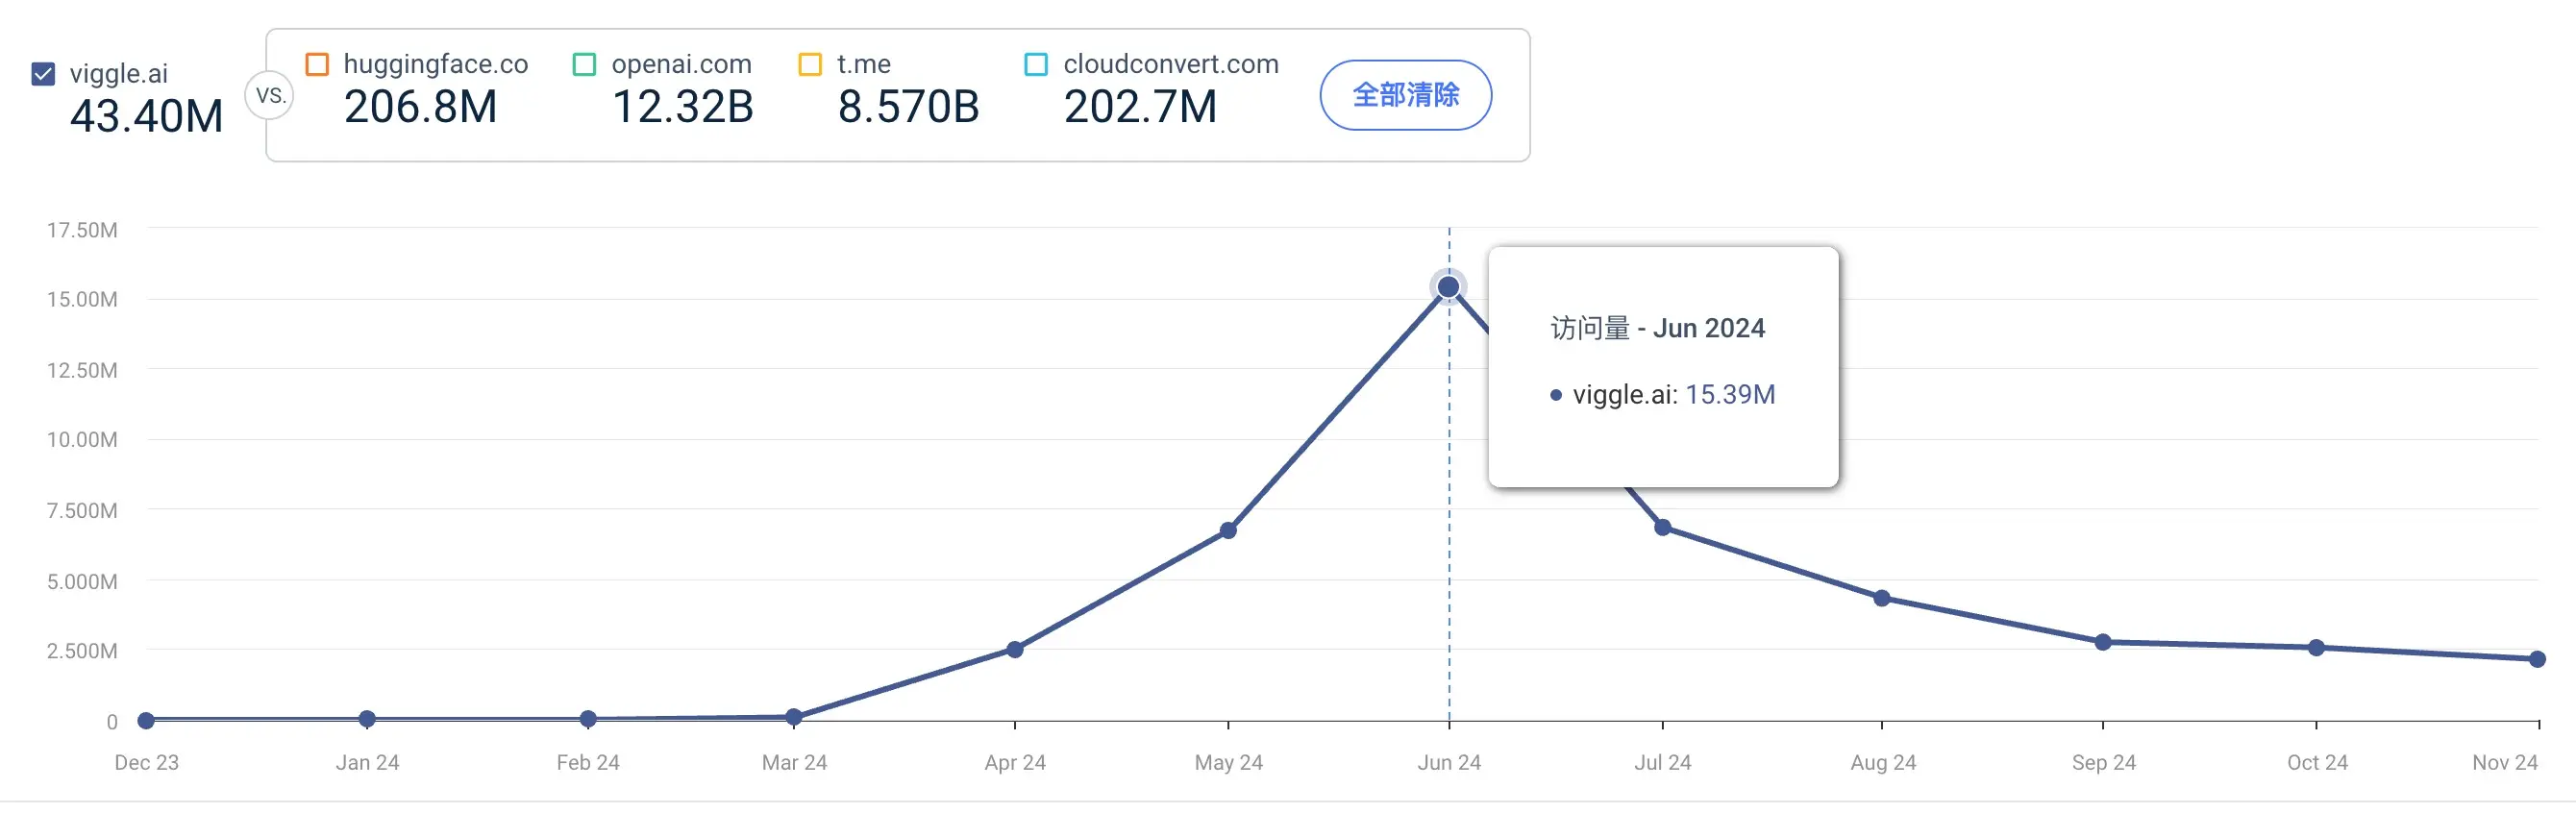 viggle.ai
43.40M
VS.
huggingface.co
206.8M
openai.com
12.32B
t.me
8.570B
cloudconvert.com
202.7M
全部清除
17.50M
15.00M
12.50M
10.00M
7.500M
5.000M
2.500M
0
访问量 - Jun 2024
viggle.ai: 15.39M
Dec 23
Jan 24
Feb 24
Mar 24
Apr 24
May 24
Jun 24
Jul 24
Aug 24
Sep 24
Oct 24
Nov 24